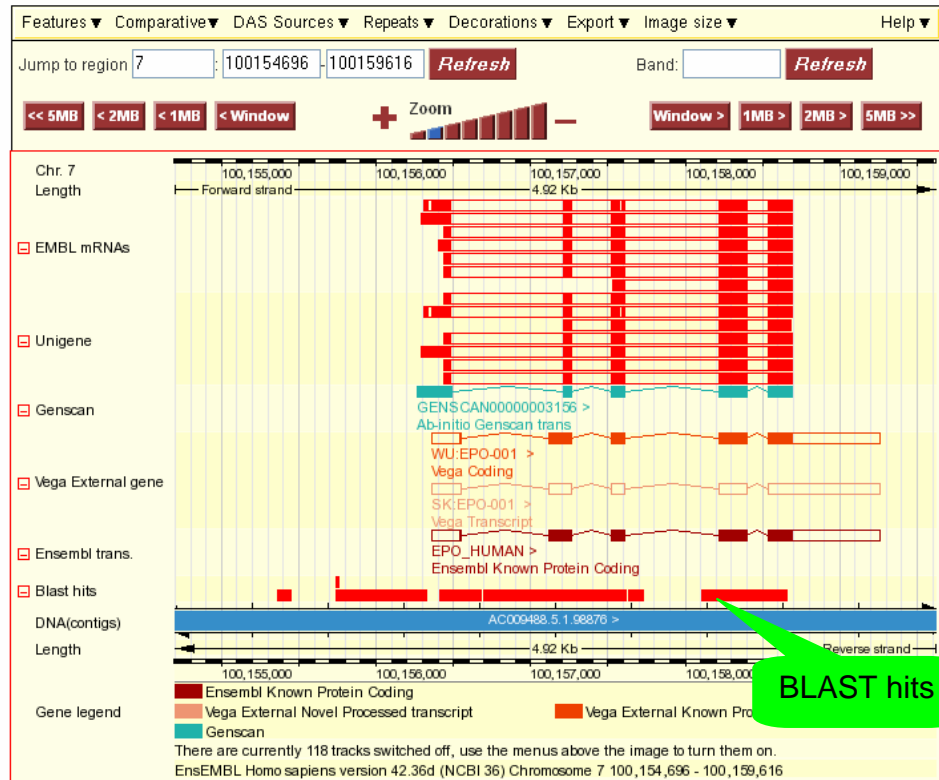 Features ▼ Comparative▼ DAS Sources ▼ Repeats ▼ Decorations ▼ Export ▼ Image size ▼ Help ▼
Jump to region 7 : 100154696 - 100159616 Refresh Band: Refresh
<< 5MB < 2MB < 1MB < Window + Zoom − Window > 1MB > 2MB > 5MB >>
Chr. 7 100,155,000 100,156,000 100,157,000 100,158,000 100,159,000
Length Forward strand 4.92 Kb
EMBL mRNAs
Unigene
Genscan
GENSCAN00000003156 >
Ab-initio Genscan trans
WU:EPO-001 >
Vega Coding
Vega External gene
SK:EPO-001 >
Vega Transcript
Ensembl trans.
EPO_HUMAN >
Ensembl Known Protein Coding
Blast hits
DNA(contigs) AC009488.5.1.98876 >
Length 4.92 Kb Reverse strand
100,155,000 100,156,000 100,157,000 100,158,000
BLAST hits
Ensembl Known Protein Coding
Gene legend Vega External Novel Processed transcript Vega External Known
Genscan
There are currently 118 tracks switched off, use the menus above the image to turn them on.
EnsEMBL Homo sapiens version 42.36d (NCBI 36) Chromosome 7 100,154,696 - 100,159,616